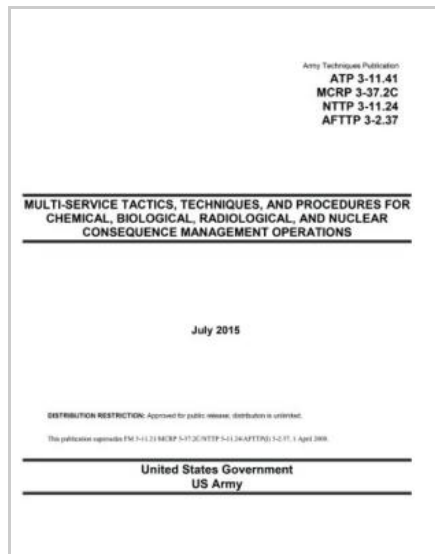 Army Techniques Publication
ATP 3-11.41
MCRP 3-37.2C
NTTP 3-11.24
AFTTP 3-2.37
MULTI-SERVICE TACTICS, TECHNIQUES, AND PROCEDURES FOR
CHEMICAL, BIOLOGICAL, RADIOLOGICAL, AND NUCLEAR
CONSEQUENCE MANAGEMENT OPERATIONS
July 2015
DISTRIBUTION RESTRICTION: Approved for public release; distribution is unlimited.
This publication supersedes FM 3-11.21/MCRP 3-37.2C/NTTP 3-11.24/AFTTP(I) 3-2.37, 1 April 2008.
United States Government
US Army